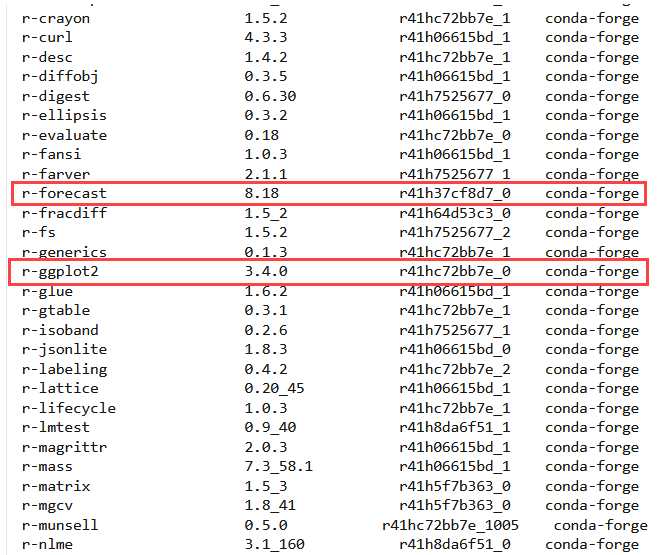 r-crayon 1.5.2 r41hc72bb7e_1 conda-forge
r-curl 4.3.3 r41h06615bd_1 conda-forge
r-desc 1.4.2 r41hc72bb7e_1 conda-forge
r-diffobj 0.3.5 r41h06615bd_1 conda-forge
r-digest 0.6.30 r41h7525677_0 conda-forge
r-ellipsis 0.3.2 r41h06615bd_1 conda-forge
r-evaluate 0.18 r41hc72bb7e_0 conda-forge
r-fansi 1.0.3 r41h06615bd_1 conda-forge
r-farver 2.1.1 r41h7525677_1 conda-forge
r-forecast 8.18 r41h37cf8d7_0 conda-forge
r-fracdiff 1.5_2 r41h64d53c3_0 conda-forge
r-fs 1.5.2 r41h7525677_2 conda-forge
r-generics 0.1.3 r41hc72bb7e_1 conda-forge
r-ggplot2 3.4.0 r41hc72bb7e_0 conda-forge
r-glue 1.6.2 r41h06615bd_1 conda-forge
r-gtable 0.3.1 r41hc72bb7e_1 conda-forge
r-isoband 0.2.6 r41h7525677_1 conda-forge
r-jsonlite 1.8.3 r41h06615bd_0 conda-forge
r-labeling 0.4.2 r41hc72bb7e_2 conda-forge
r-lattice 0.20_45 r41h06615bd_1 conda-forge
r-lifecycle 1.0.3 r41hc72bb7e_1 conda-forge
r-lmtest 0.9_40 r41h8da6f51_1 conda-forge
r-magrittr 2.0.3 r41h06615bd_1 conda-forge
r-mass 7.3_58.1 r41h06615bd_1 conda-forge
r-matrix 1.5_3 r41h5f7b363_0 conda-forge
r-mgcv 1.8_41 r41h5f7b363_0 conda-forge
r-munsell 0.5.0 r41hc72bb7e_1005 conda-forge
r-nlme 3.1_160 r41h8da6f51_0 conda-forge